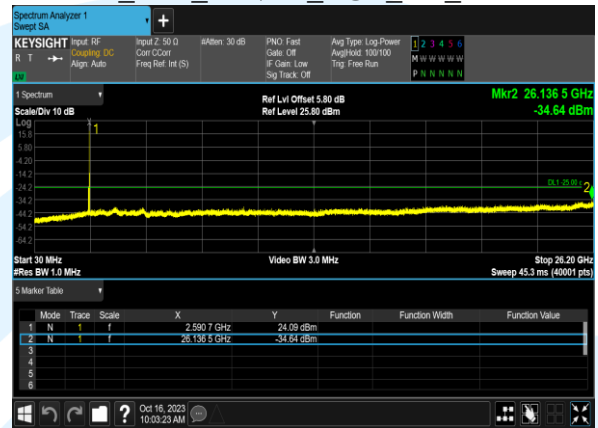 Spectrum Analyzer 1
Swept SA
+
KEYSIGHT
R T
LV
Input: RF
Coupling: DC
Align: Auto
Input Z: 50 Ω
Corr CCorr
Freq Ref: Int (S)
#Atten: 30 dB
PNO: Fast
Gate: Off
IF Gain: Low
Sig Track: Off
Avg Type: Log-Power
Avg|Hold: 100/100
Trig: Free Run
1 2 3 4 5 6
M W W W W W
P N N N N N
1 Spectrum
Scale/Div 10 dB
Log
Ref Lvl Offset 5.80 dB
Ref Level 25.80 dBm
Mkr2 26.136 5 GHz
-34.64 dBm
1
15.8
5.80
-4.20
-14.2
-24.2
DL1 -25.00
2
-34.2
-44.2
-54.2
-64.2
Start 30 MHz
#Res BW 1.0 MHz
Video BW 3.0 MHz
Stop 26.20 GHz
Sweep 45.3 ms (40001 pts)
5 Marker Table
Mode Trace Scale X Y Function Function Width Function Value
1 N 1 f 2.590 7 GHz 24.09 dBm
2 N 1 f 26.136 5 GHz -34.64 dBm
3
4
5
6
? Oct 16, 2023
10:03:23 AM